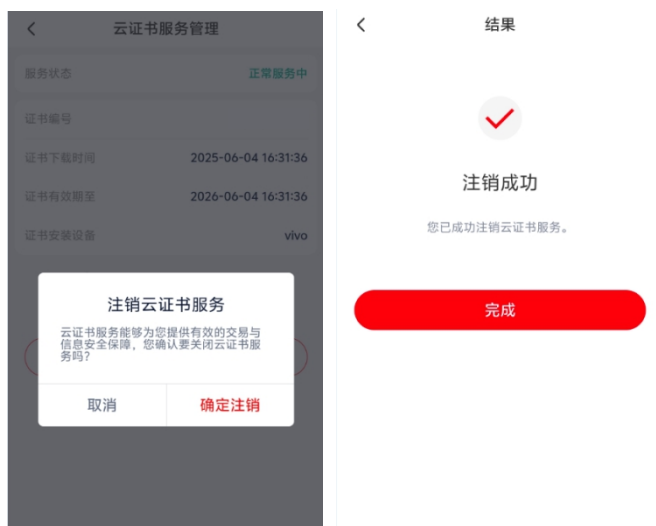 云证书服务管理
服务状态 正常服务中
证书编号
证书下载时间 2025-06-04 16:31:36
证书有效期至 2026-06-04 16:31:36
证书安装设备 vivo
注销云证书服务
云证书服务能够为您提供有效的交易与
信息安全保障，您确认要关闭云证书服
务吗?
取消 确定注销
结果
注销成功
您已成功注销云证书服务。
完成